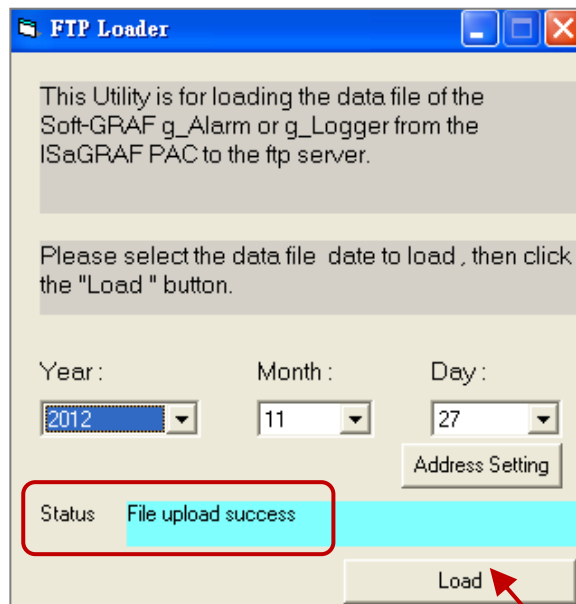 FTP Loader
This Utility is for loading the data file of the
Soft-GRAF g_Alarm or g_Logger from the
ISaGRAF PAC to the ftp server.
Please select the data file date to load , then click
the "Load " button.
Year : Month : Day :
2012 11 27
Address Setting
Status File upload success
Load